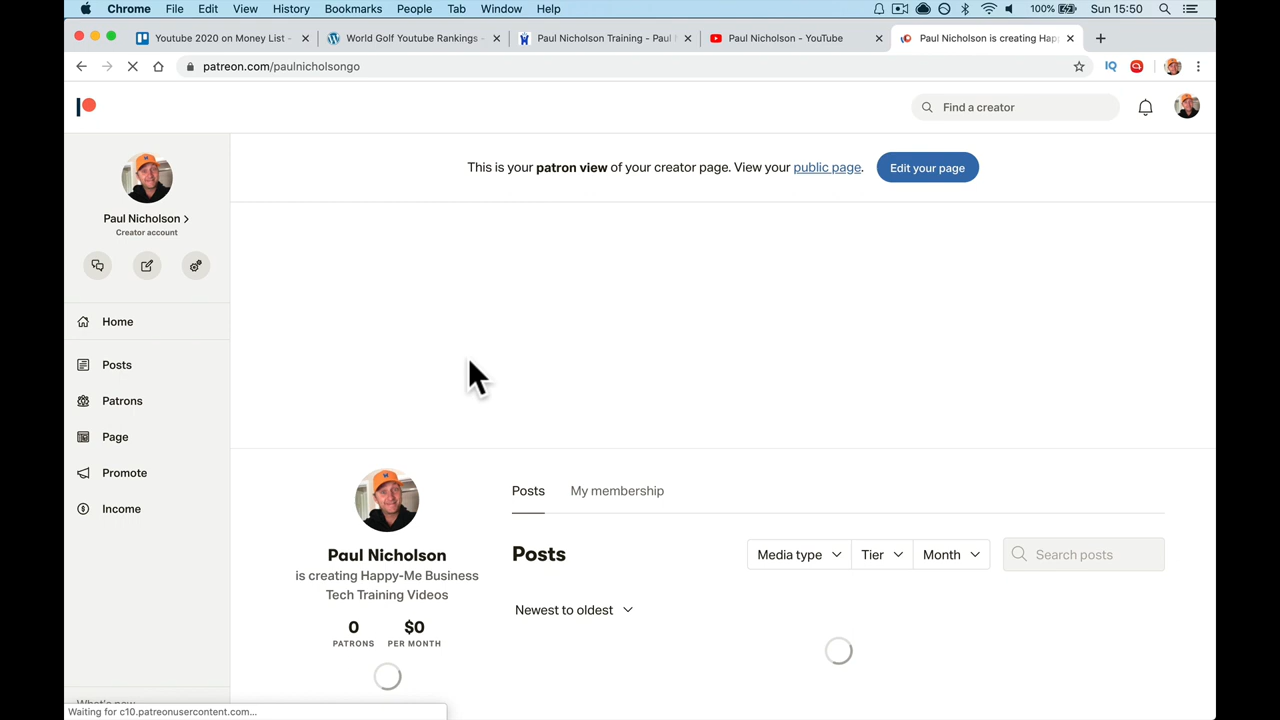 Chrome File Edit View History Bookmarks People Tab Window Help 100% Sun 15:50
Youtube 2020 on Money List - World Golf Youtube Rankings - Paul Nicholson Training - Paul Paul Nicholson - YouTube Paul Nicholson is creating Hap
patreon.com/paulnicholsongo IQ
Find a creator
This is your patron view of your creator page. View your public page. Edit your page
Paul Nicholson
Creator account
Home
Posts
Patrons
Page
Promote
Income
What's new
Posts My membership
Paul Nicholson
is creating Happy-Me Business
Tech Training Videos
0 $0
PATRONS PER MONTH
Posts Media type Tier Month Search posts
Newest to oldest
Waiting for c10.patreonusercontent.com...